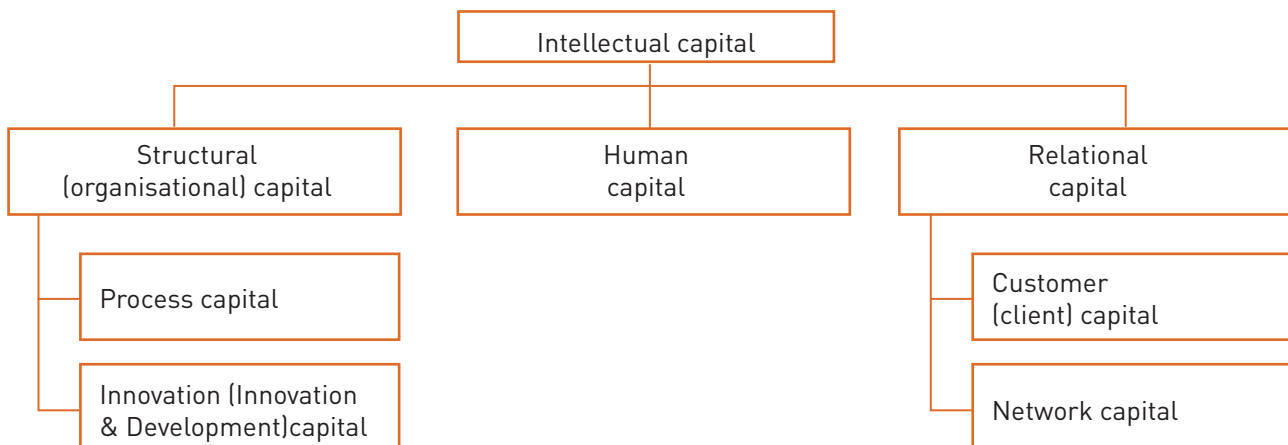 Intellectual capital
Structural
(organisational) capital
Human
capital
Relational
capital
Process capital
Customer
(client) capital
Innovation (Innovation
& Development)capital
Network capital